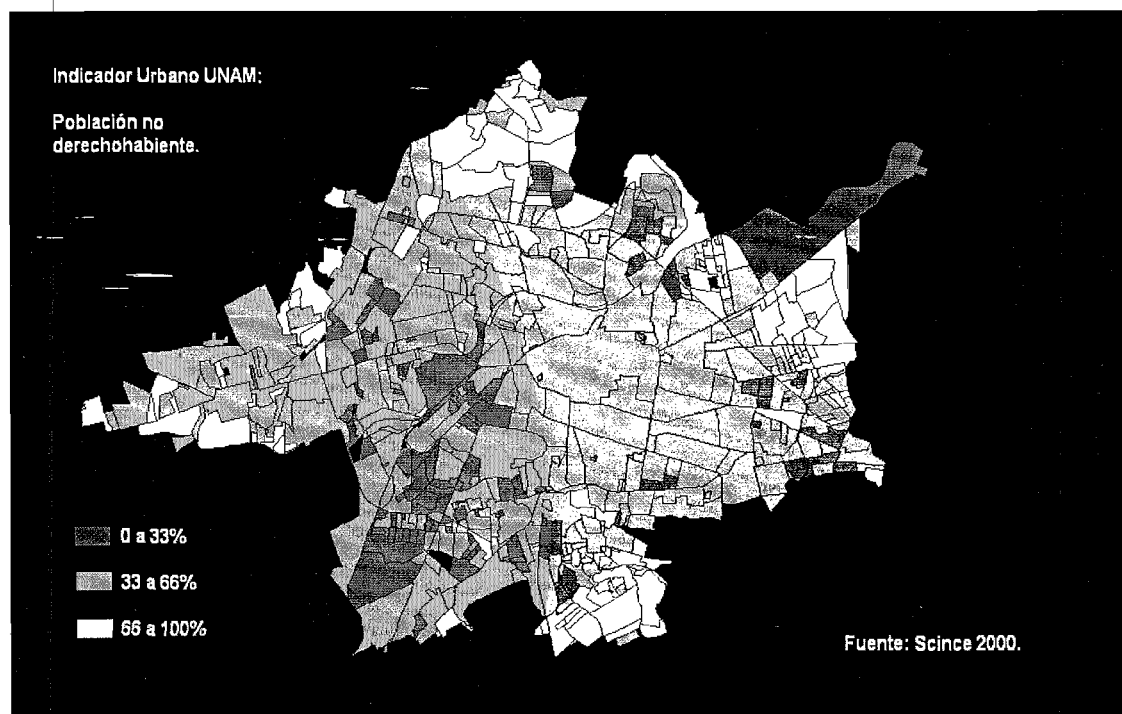 Indicador Urbano UNAM:
Población no
derechohabiente.
0 a 33%
33 a 66%
66 a 100%
Fuente: Scince 2000.